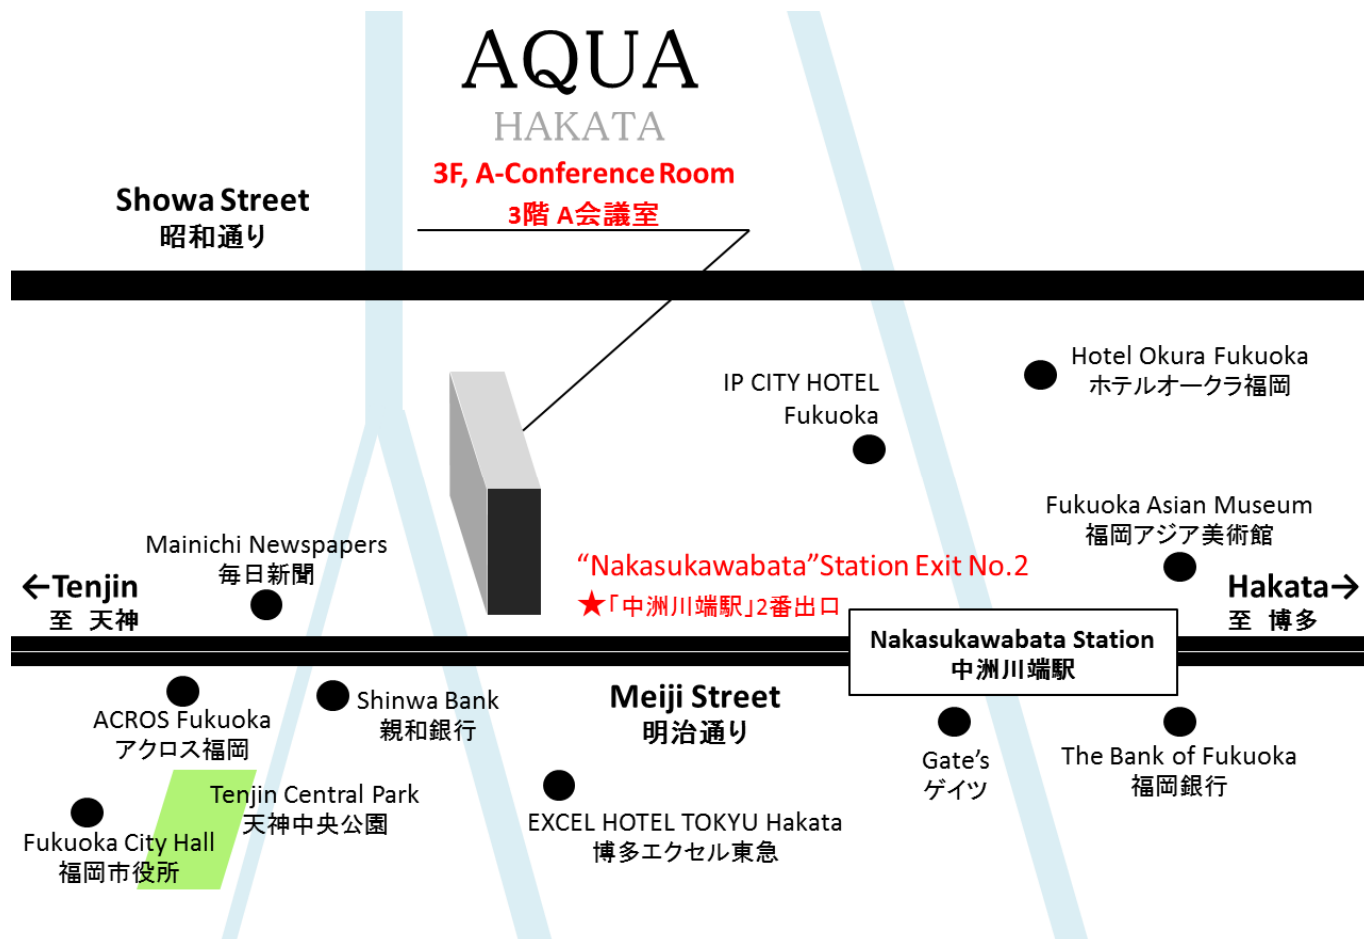 AQUA
HAKATA
3F, A-Conference Room
3階 A会議室
Showa Street
昭和通り
Hotel Okura Fukuoka
ホテルオークラ福岡
IP CITY HOTEL
Fukuoka
Fukuoka Asian Museum
福岡アジア美術館
Mainichi Newspapers
毎日新聞
“Nakasukawabata”Station Exit No.2
★「中洲川端駅」2番出口
←Tenjin
至 天神
Hakata→
至 博多
Nakasukawabata Station
中洲川端駅
Meiji Street
明治通り
Shinwa Bank
親和銀行
ACROS Fukuoka
アクロス福岡
Gate’s
ゲイツ
The Bank of Fukuoka
福岡銀行
Tenjin Central Park
天神中央公園
EXCEL HOTEL TOKYU Hakata
博多エクセル東急
Fukuoka City Hall
福岡市役所